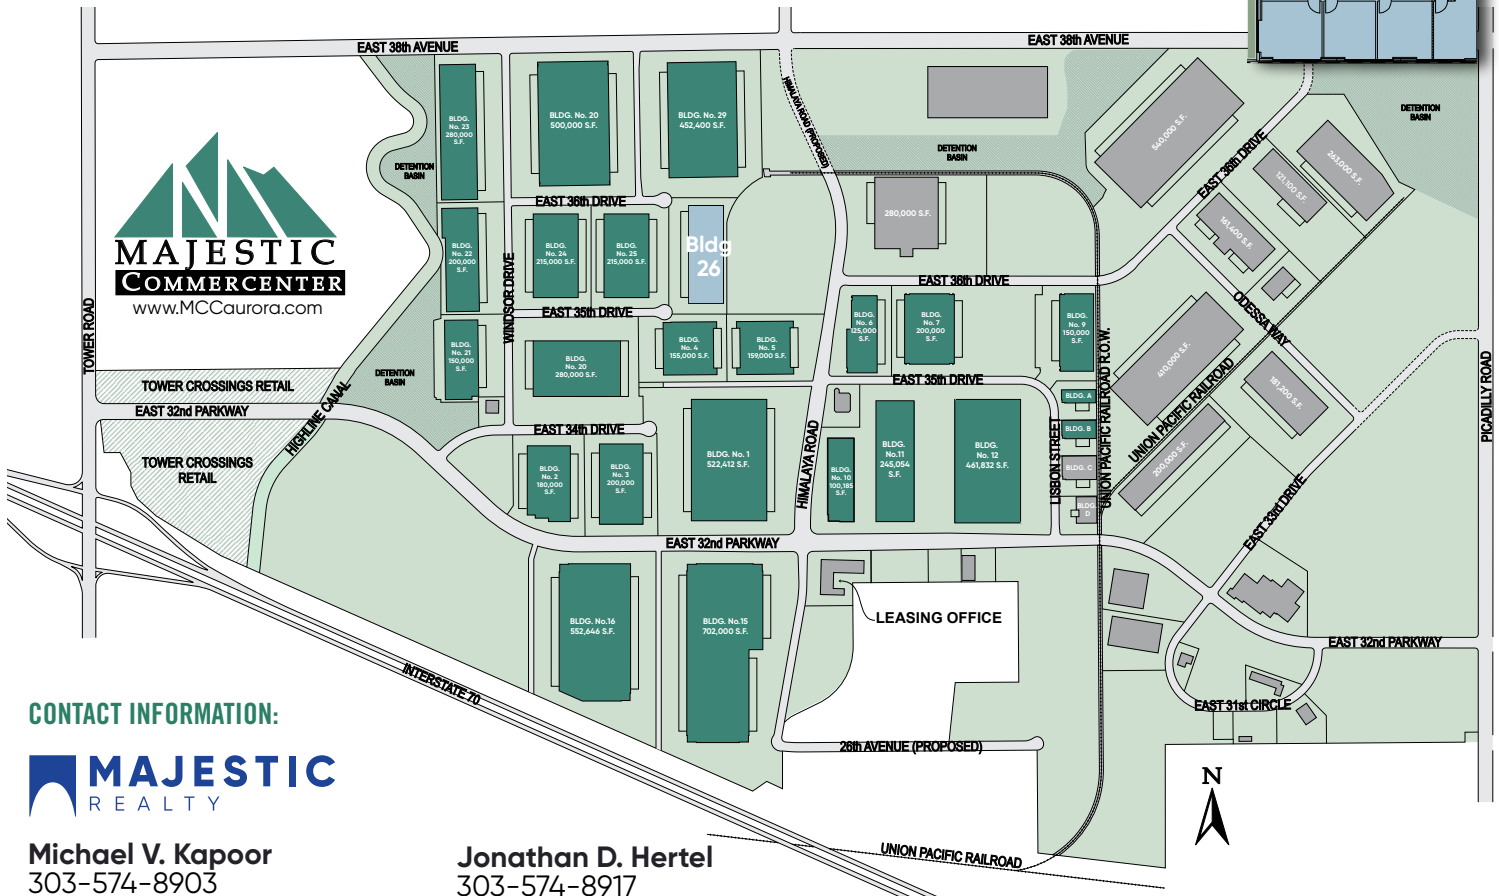 EAST 38th AVENUE
EAST 38th AVENUE
BLDG.
No. 23
280,000
S.F.
BLDG. No. 20
500,000 S.F.
BLDG. No. 29
452,400 S.F.
HIMALAYA ROAD (PROPOSED)
DETENTION
BASIN
DETENTION
BASIN
540,000 S.F.
EAST 36th DRIVE
121,100 S.F.
263,000 S.F.
DETENTION
BASIN
MAJESTIC
COMMERCENTER
www.MCCaurora.com
EAST 36th DRIVE
BLDG.
No. 22
200,000
S.F.
WINDSOR DRIVE
BLDG.
No. 24
215,000 S.F.
BLDG.
No. 25
215,000 S.F.
Bldg
26
280,000 S.F.
161,400 S.F.
EAST 36th DRIVE
ODESSA WAY
EAST 35th DRIVE
TOWER ROAD
BLDG.
No. 21
150,000
S.F.
BLDG.
No. 20
280,000 S.F.
BLDG.
No. 4
155,000 S.F.
BLDG.
No. 5
159,000 S.F.
BLDG.
No. 6
125,000
S.F.
BLDG.
No. 7
200,000
S.F.
BLDG.
No. 9
150,000
S.F.
UNION PACIFIC RAILROAD R.O.W.
410,000 S.F.
181,200 S.F.
PICADILLY ROAD
DETENTION
BASIN
TOWER CROSSINGS RETAIL
EAST 32nd PARKWAY
HIGHLINE CANAL
EAST 35th DRIVE
BLDG. A
BLDG. B
BLDG. C
BLDG.
D
LISBON STREET
UNION PACIFIC RAILROAD
200,000 S.F.
TOWER CROSSINGS
RETAIL
EAST 34th DRIVE
BLDG.
No. 2
180,000
S.F.
BLDG.
No. 3
200,000
S.F.
BLDG. No. 1
522,412 S.F.
HIMALAYA ROAD
BLDG.
No. 10
100,185
S.F.
BLDG.
No.11
245,054
S.F.
BLDG.
No. 12
461,832 S.F.
EAST 33rd DRIVE
EAST 32nd PARKWAY
BLDG. No.16
552,646 S.F.
BLDG. No.15
702,000 S.F.
LEASING OFFICE
EAST 32nd PARKWAY
INTERSTATE 70
EAST 31st CIRCLE
26th AVENUE (PROPOSED)
N
UNION PACIFIC RAILROAD
CONTACT INFORMATION:
MAJESTIC
REALTY
Michael V. Kapoor
303-574-8903
Jonathan D. Hertel
303-574-8917